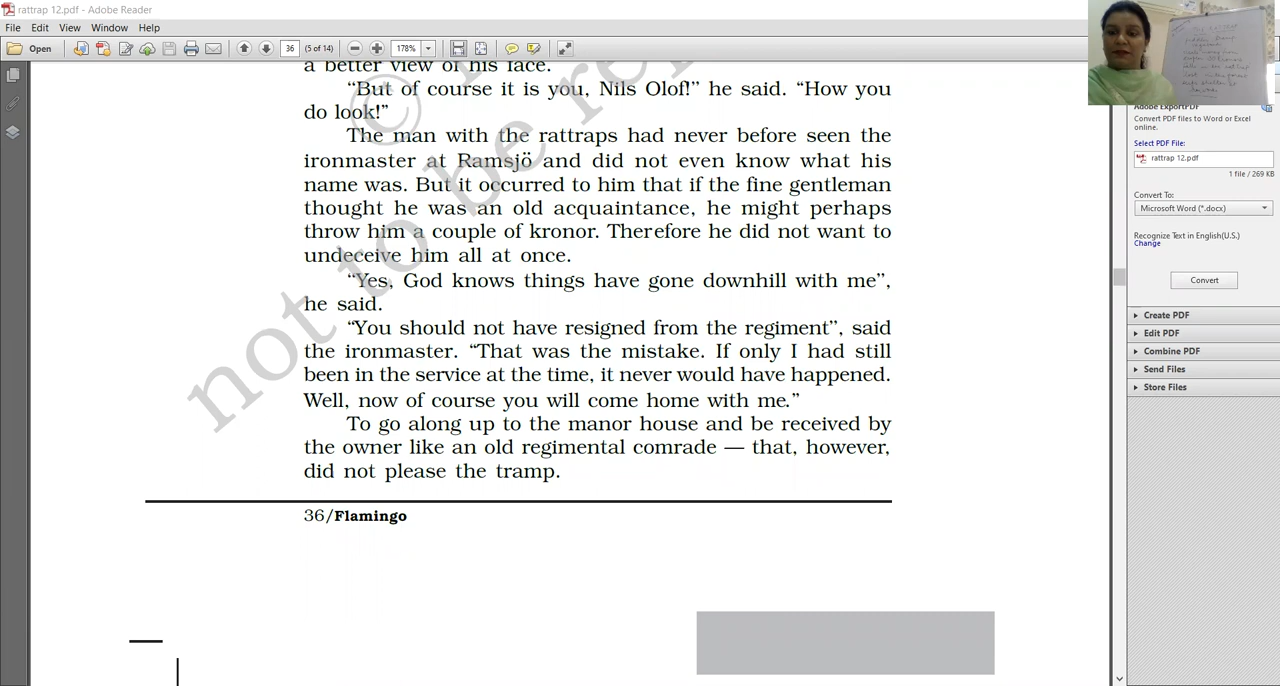 rattrap 12.pdf - Adobe Reader
File Edit View Window Help
Open 36 (5 of 14) 178%
a better view of his face.
“But of course it is you, Nils Olof!” he said. “How you
do look!”
The man with the rattraps had never before seen the
ironmaster at Ramsjö and did not even know what his
name was. But it occurred to him that if the fine gentleman
thought he was an old acquaintance, he might perhaps
throw him a couple of kronor. Therefore he did not want to
undeceive him all at once.
“Yes, God knows things have gone downhill with me”,
he said.
“You should not have resigned from the regiment”, said
the ironmaster. “That was the mistake. If only I had still
been in the service at the time, it never would have happened.
Well, now of course you will come home with me.”
To go along up to the manor house and be received by
the owner like an old regimental comrade — that, however,
did not please the tramp.
36/Flamingo
©
not to be
Adobe ExportPDF
Convert PDF files to Word or Excel
online.
Select PDF File:
rattrap 12.pdf
1 file / 269 KB
Convert To:
Microsoft Word (*.docx)
Recognize Text in English(U.S.)
Change
Convert
Create PDF
Edit PDF
Combine PDF
Send Files
Store Files